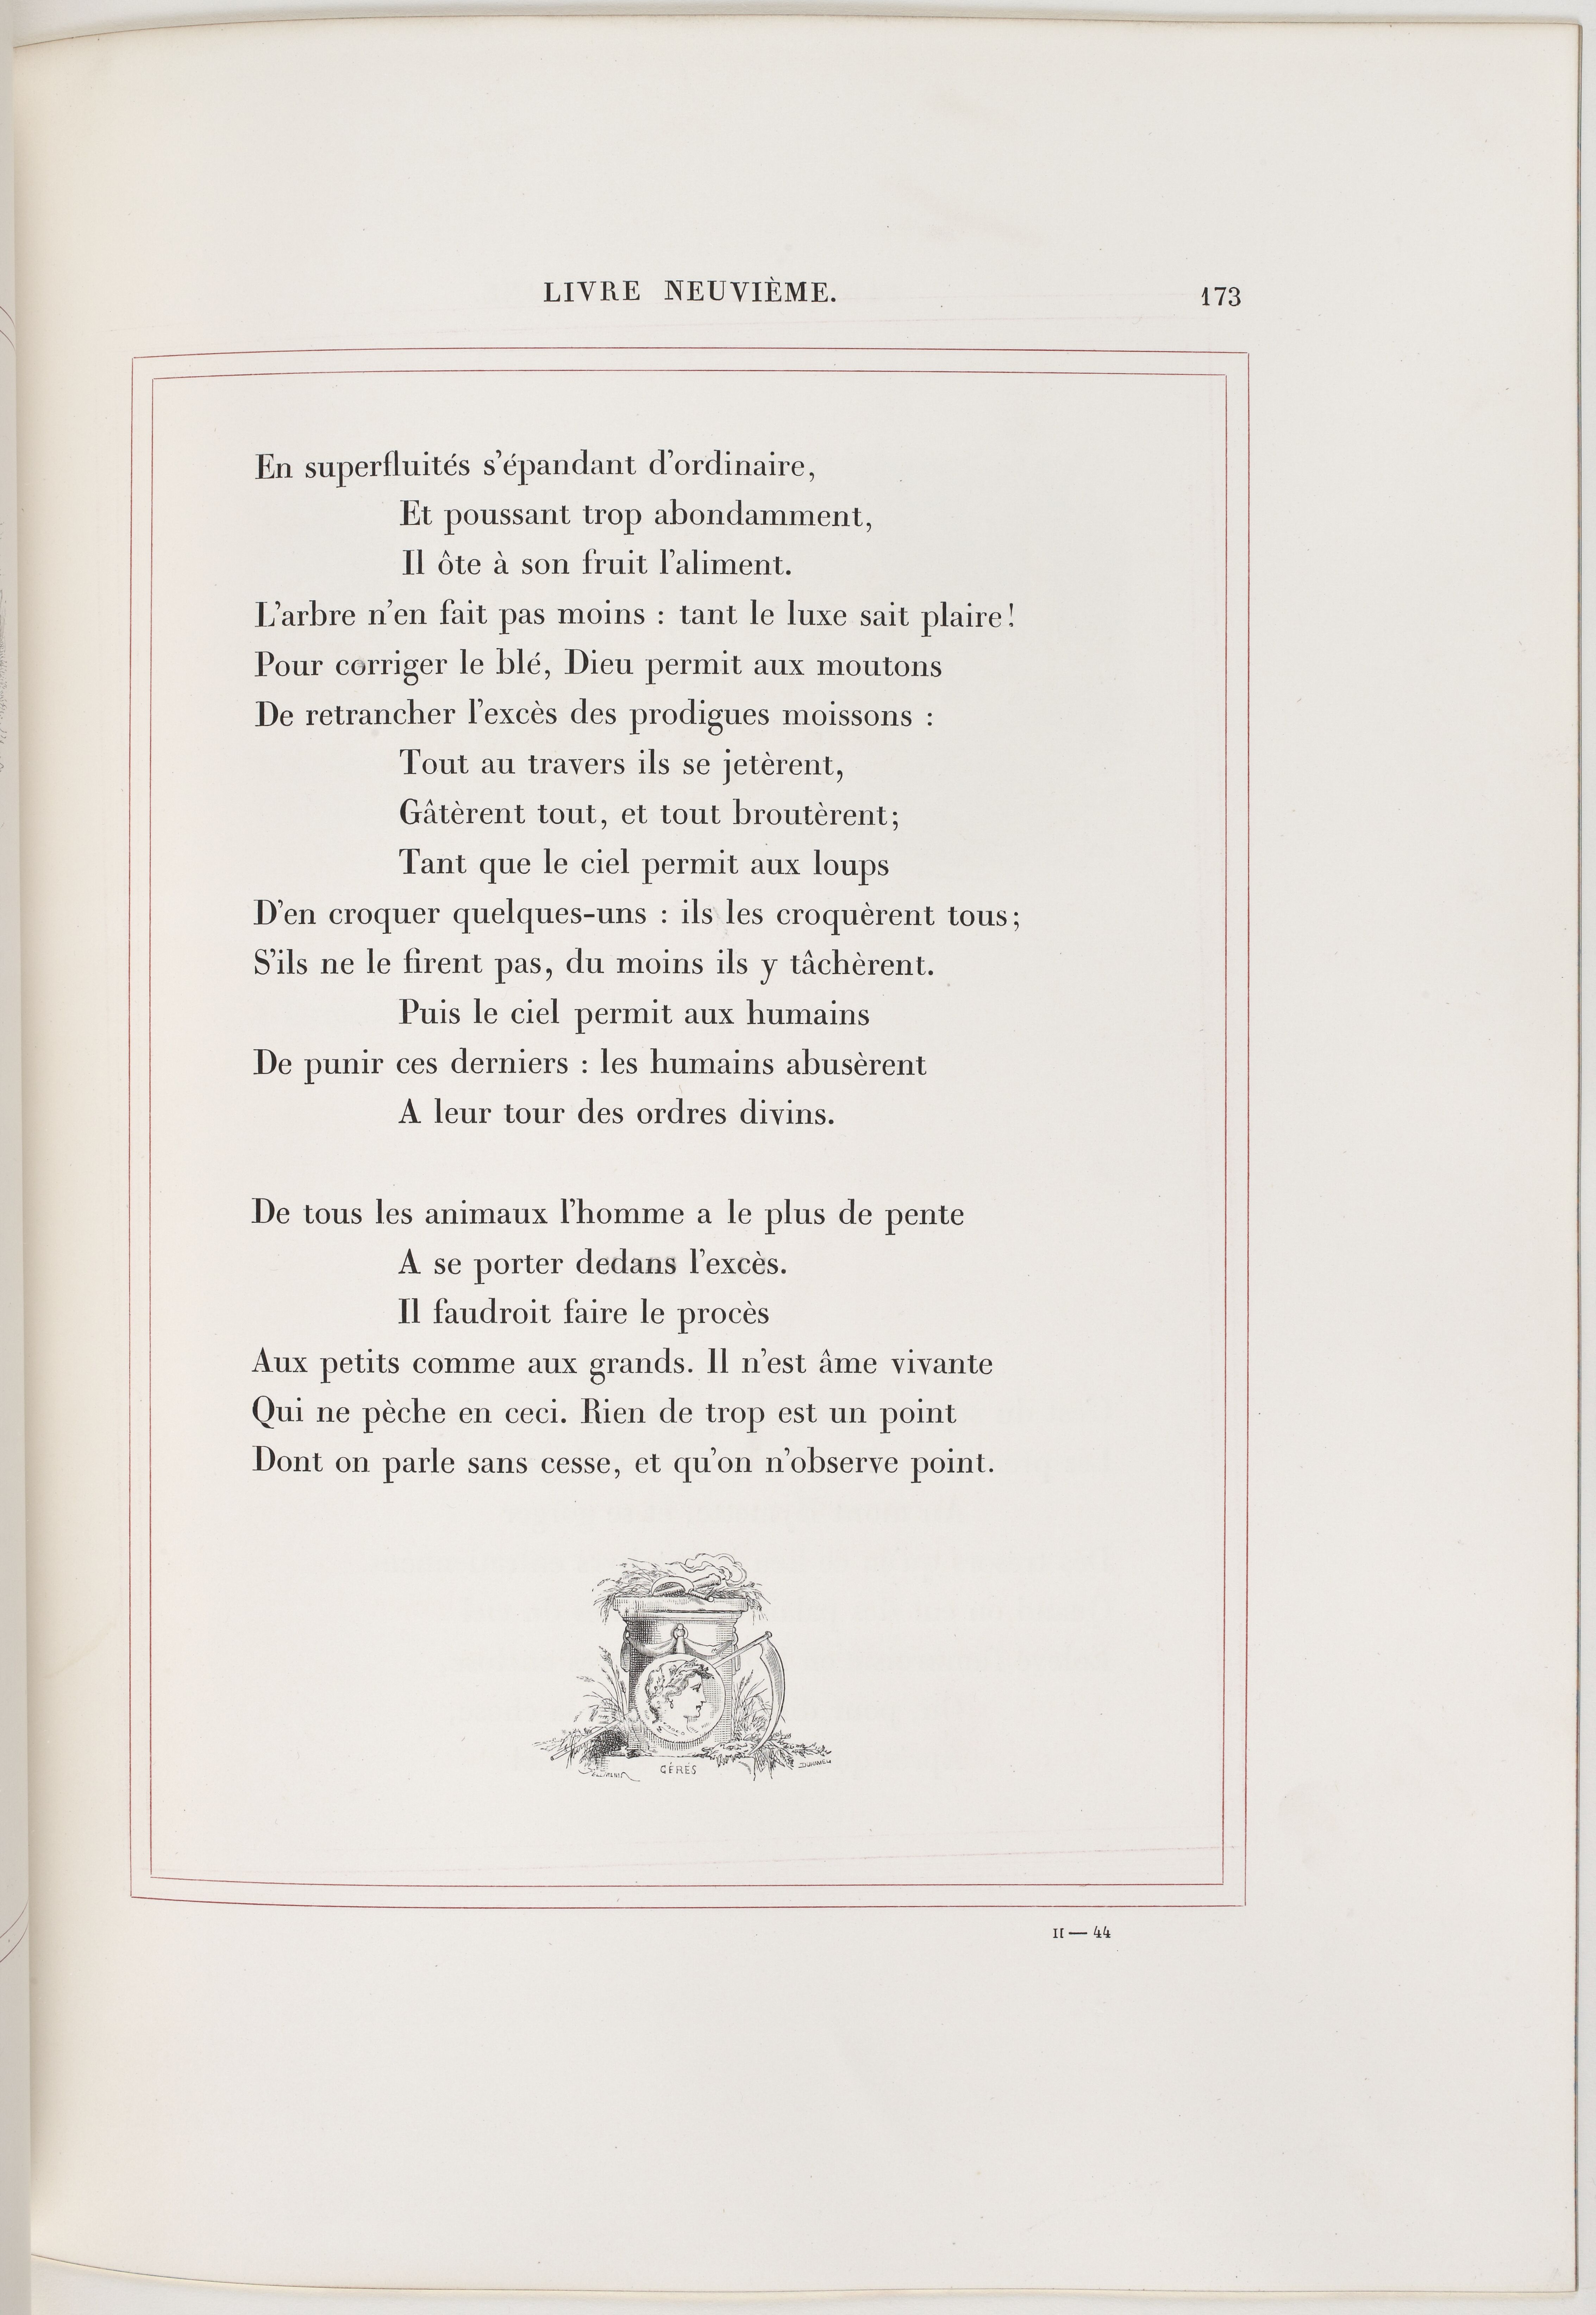 LIVRE NEUVIÈME. 173
En superfluités s'épandant d'ordinaire,
Et poussant trop abondamment,
Il ôte à son fruit l'aliment.
L'arbre n'en fait pas moins : tant le luxe sait plaire!
Pour corriger le blé, Dieu permit aux moutons
De retrancher l'excès des prodigues moissons :
Tout au travers ils se jetèrent,
Gâtèrent tout, et tout broutèrent;
Tant que le ciel permit aux loups
D'en croquer quelques-uns : ils les croquèrent tous;
S'ils ne le firent pas, du moins ils y tâchèrent.
Puis le ciel permit aux humains
De punir ces derniers : les humains abusèrent
A leur tour des ordres divins.
De tous les animaux l'homme a le plus de pente
A se porter dedans l'excès.
Il faudroit faire le procès
Aux petits comme aux grands. Il n'est âme vivante
Qui ne pèche en ceci. Rien de trop est un point
Dont on parle sans cesse, et qu'on n'observe point.
CÉRÈS
II — 44